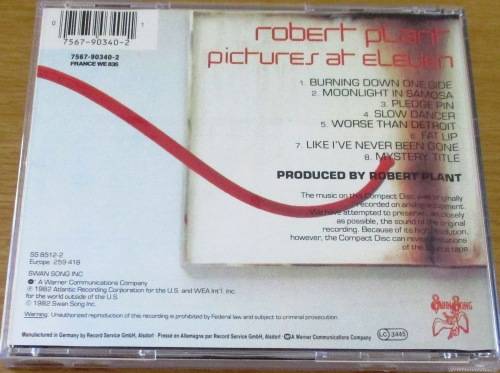 0 1
7567-90340-2
7567-90340-2
FRANCE WE 835
robert plant
pictures at eleven
1. BURNING DOWN ONE SIDE
2. MOONLIGHT IN SAMOSA
3. PLEDGE PIN
4. SLOW DANCER
5. WORSE THAN DETROIT
6. FAT LIP
7. LIKE I'VE NEVER BEEN GONE
8. MYSTERY TITLE
PRODUCED BY ROBERT PLANT
The music on this Compact Disc was originally
recorded on analog equipment.
We have attempted to preserve, as closely
as possible, the sound of the original
recording. Because of its high resolution,
however, the Compact Disc can reveal limitations
of the source tape.
SS 8512-2
Europe: 259 418
SWAN SONG INC
A Warner Communications Company
℗ 1982 Atlantic Recording Corporation for the U.S. and WEA Int'l. Inc.
for the world outside of the U.S.
© 1982 Swan Song Inc.
Warning: Unauthorized reproduction of this recording is prohibited by Federal law and subject to criminal prosecution.
Manufactured in Germany by Record Service GmbH, Alsdorf · Pressé en Allemagne par Record Service GmbH, Alsdorf · A Warner Communications Company
LC 3445
SWAN SONG